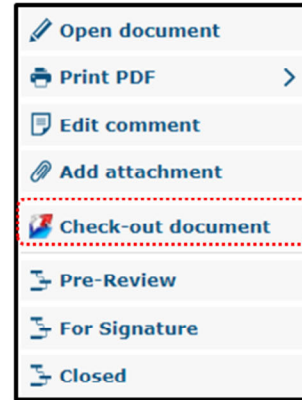 Open document
Print PDF
Edit comment
Add attachment
Check-out document
Pre-Review
For Signature
Closed